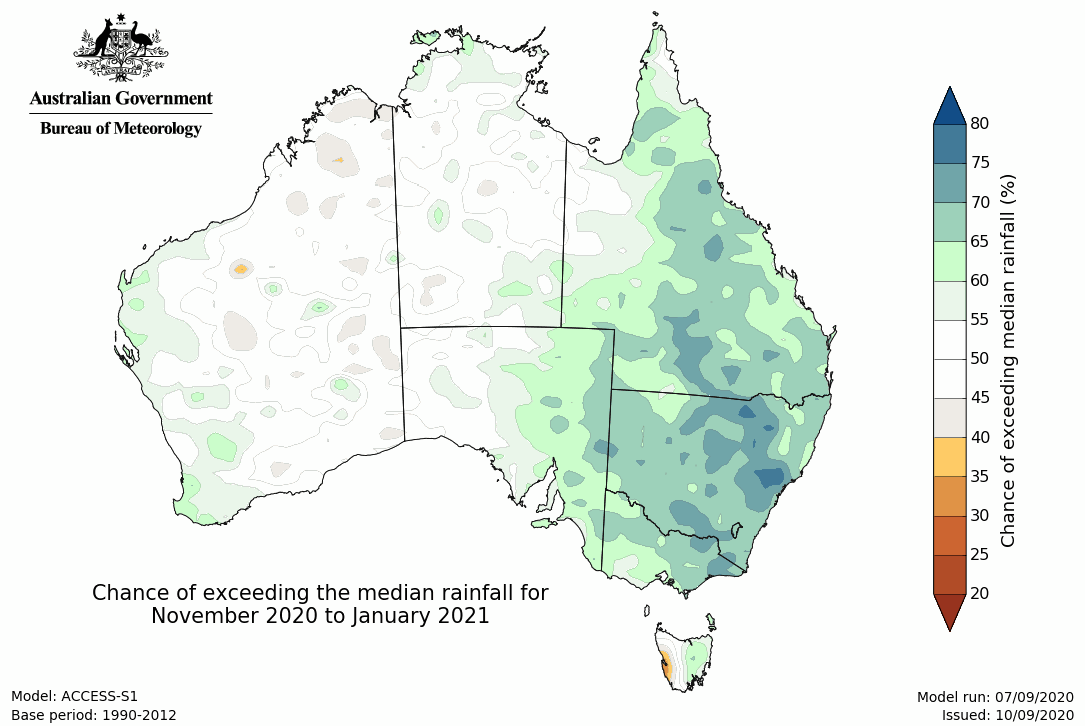 Australian Government
Bureau of Meteorology
80
75
70
65
60
55
50
45
40
35
30
25
20
Chance of exceeding median rainfall (%)
Chance of exceeding the median rainfall for
November 2020 to January 2021
Model: ACCESS-S1
Base period: 1990-2012
Model run: 07/09/2020
Issued: 10/09/2020